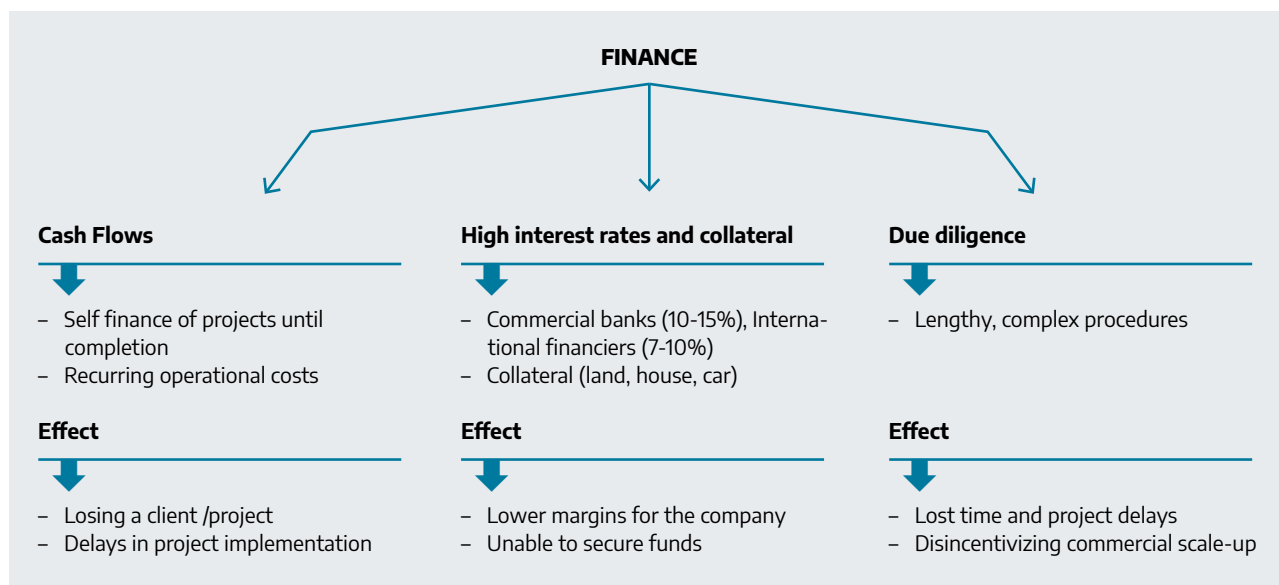 FINANCE
Cash Flows
– Self finance of projects until
completion
– Recurring operational costs
Effect
– Losing a client /project
– Delays in project implementation
High interest rates and collateral
– Commercial banks (10-15%), Interna-
tional financiers (7-10%)
– Collateral (land, house, car)
Effect
– Lower margins for the company
– Unable to secure funds
Due diligence
– Lengthy, complex procedures
Effect
– Lost time and project delays
– Disincentivizing commercial scale-up